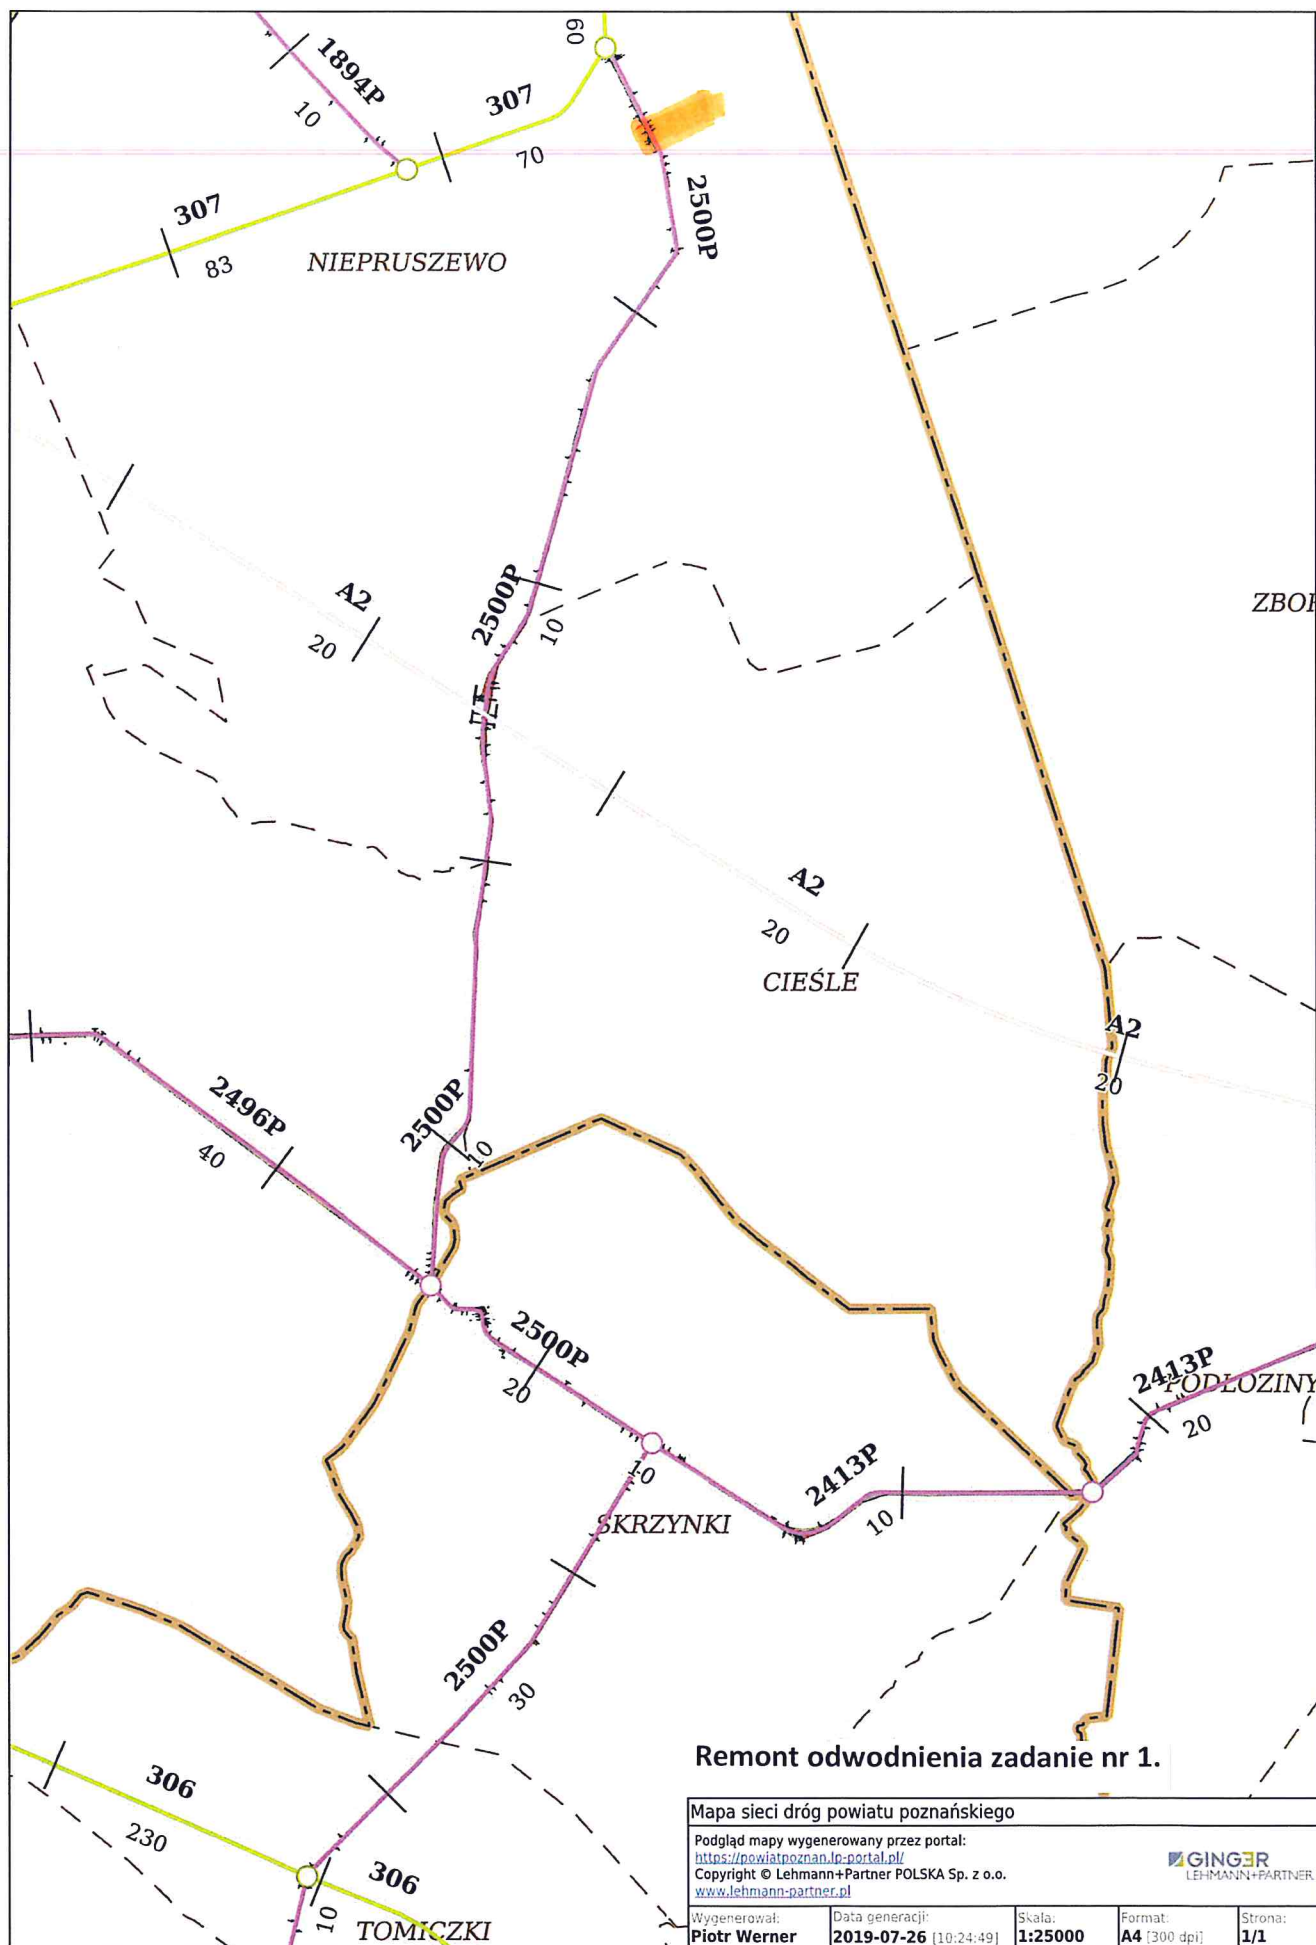 60
1894P
10
307
70
2500P
307
83
NIEPRUSZEWO
A2
20
2500P
10
ZBOR
A2
20
CIEŚLE
A2
20
2496P
40
2500P
10
2500P
20
2413P
PODŁOZINY
20
10
2413P
10
SKRZYNKI
2500P
30
Remont odwodnienia zadanie nr 1.
306
230
306
10
TOMICZKI
Mapa sieci dróg powiatu poznańskiego
Podgląd mapy wygenerowany przez portal:
https://powiatpoznan.lp-portal.pl/
Copyright © Lehmann+Partner POLSKA Sp. z o.o.
www.lehmann-partner.pl
GINGER
LEHMANN+PARTNER
Wygenerował: Data generacji: Skala: Format: Strona:
Piotr Werner 2019-07-26 [10:24:49] 1:25000 A4 [300 dpi] 1/1